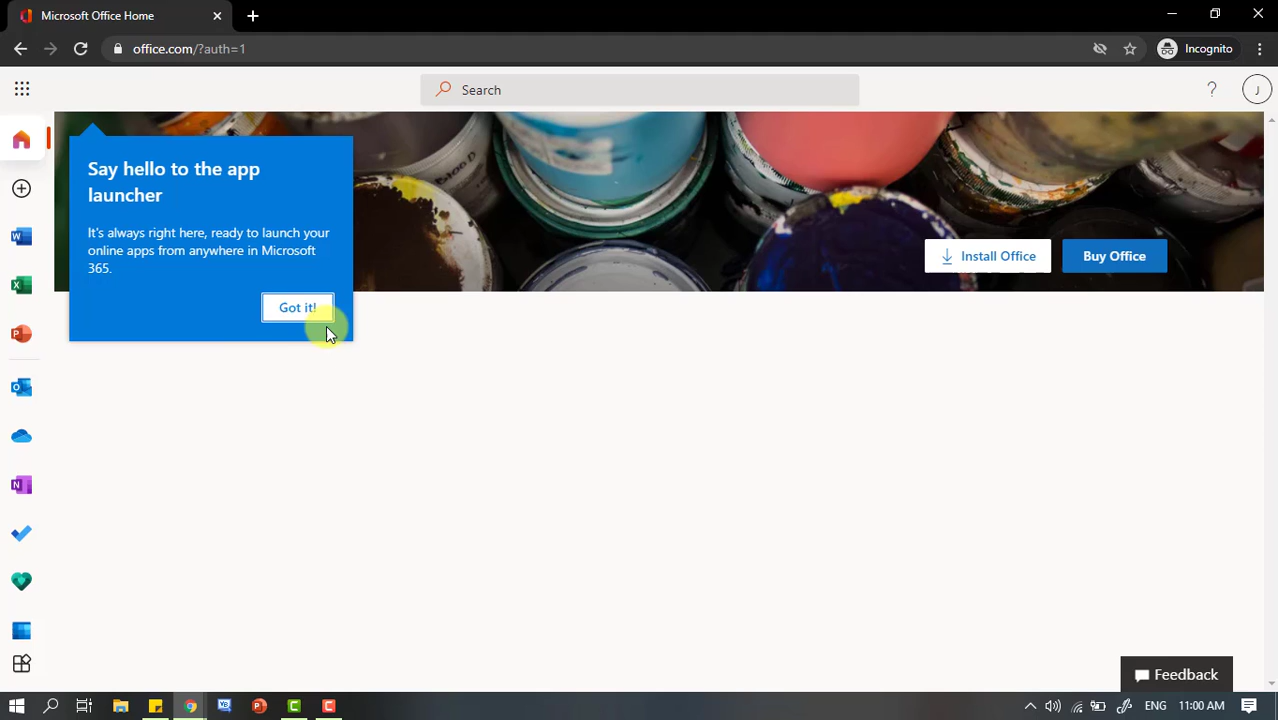 Microsoft Office Home
office.com/?auth=1
Incognito
Search
?
J
Say hello to the app
launcher
It's always right here, ready to launch your
online apps from anywhere in Microsoft
365.
Got it!
Install Office
Buy Office
W
X
P
O
N
Feedback
ENG
11:00 AM